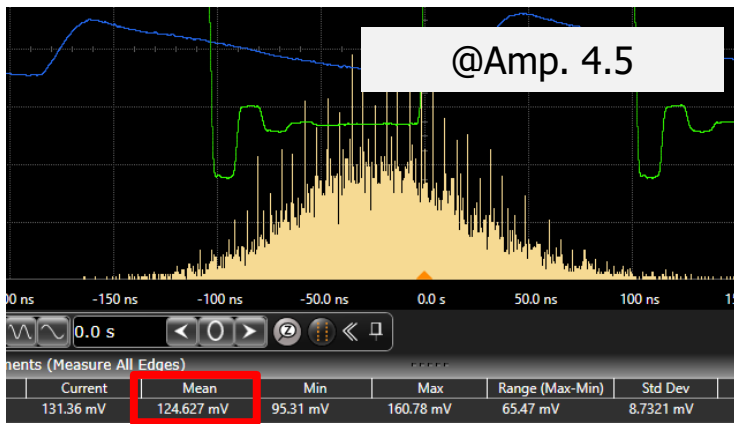 @Amp. 4.5
00 ns -150 ns -100 ns -50.0 ns 0.0 s 50.0 ns 100 ns
0.0 s
Z
(Measure All Edges)
Current Mean Min Max Range (Max-Min) Std Dev
131.36 mV 124.627 mV 95.31 mV 160.78 mV 65.47 mV 8.7321 mV